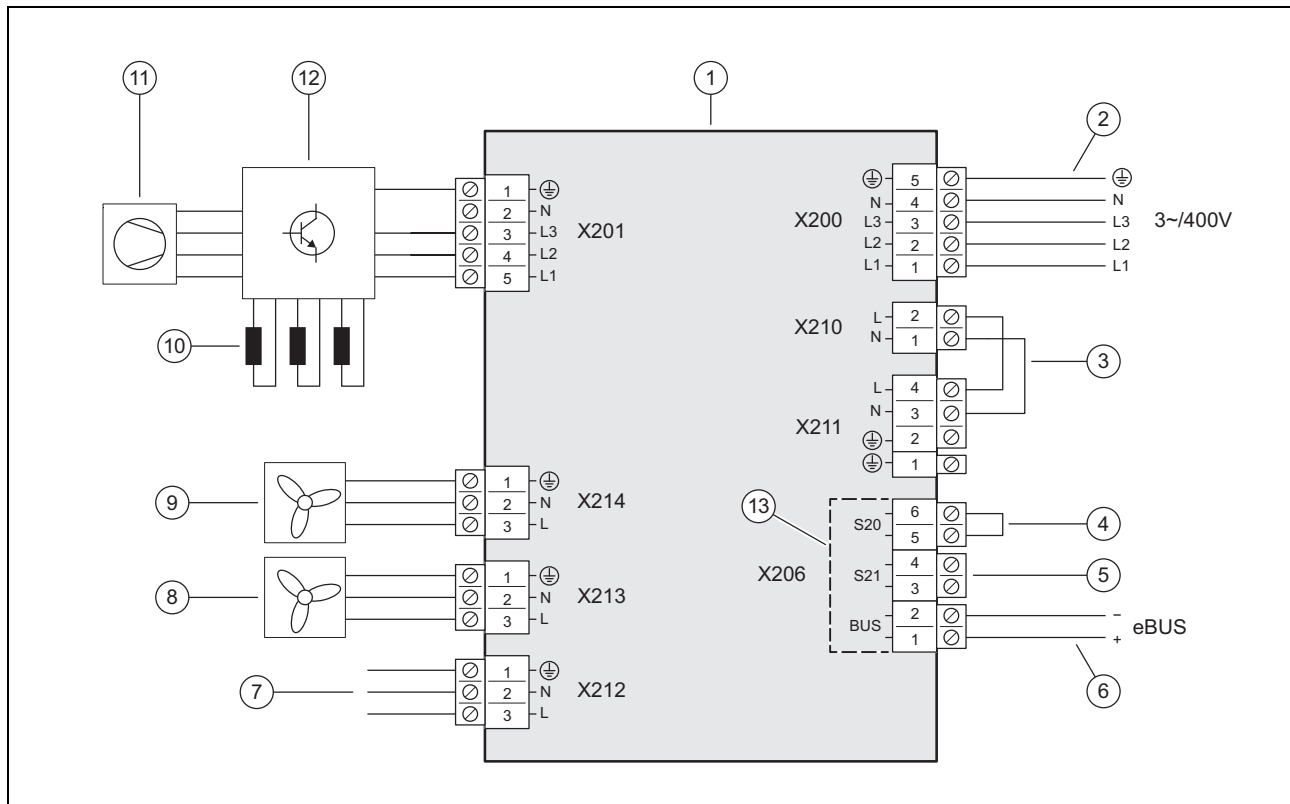 11
12
1
2
X201
1
2 N
3 L3
4 L2
5 L1
X200
5
N 4 N
L3 3 L3
L2 2 L2
L1 1 L1
3~/400V
10
X210
L 2
N 1
3
X211
L 4
N 3
2
1
9
X214
1
2 N
3 L
13
X206
S20
6
5
4
S21
4
3
5
BUS
2 –
1 +
eBUS
6
8
X213
1
2 N
3 L
7
X212
1
2 N
3 L